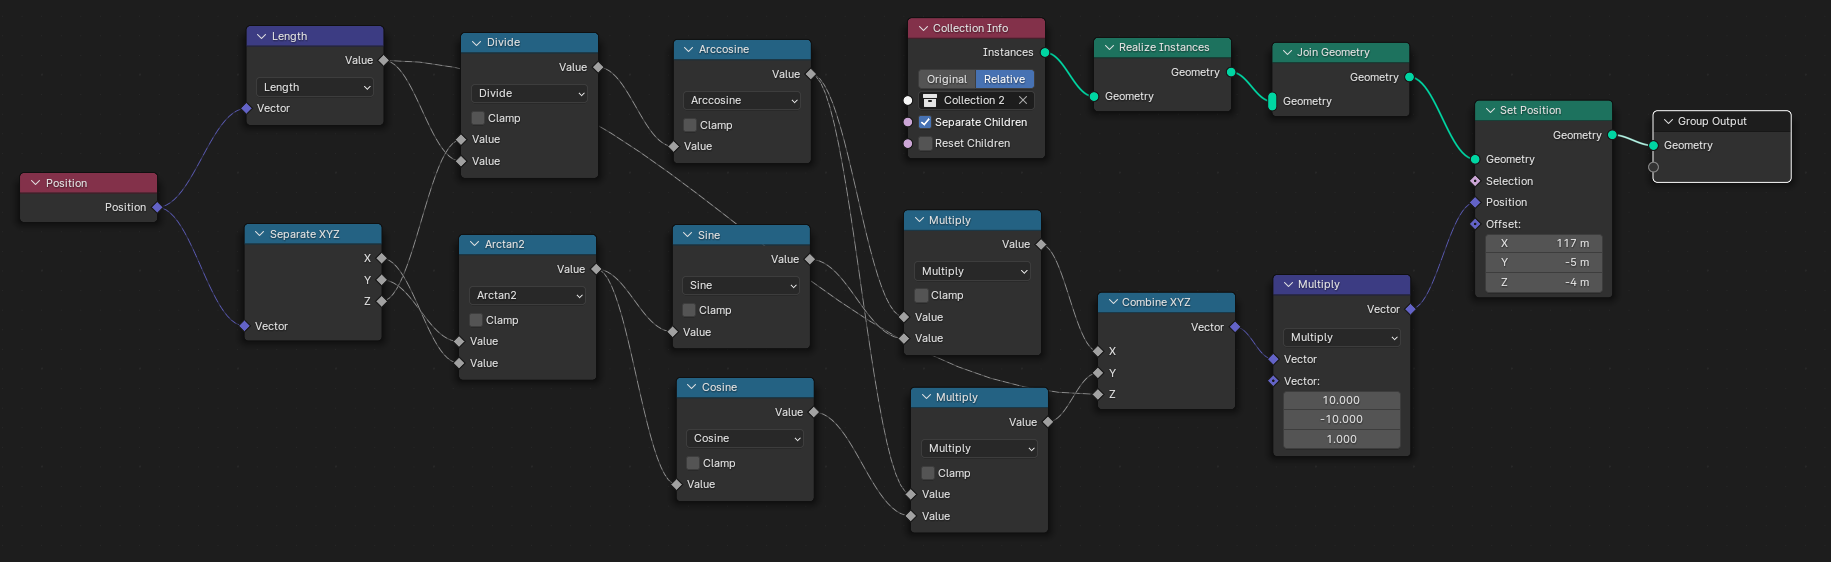 Position
Position
Length
Value
Length
Vector
Separate XYZ
X
Y
Z
Vector
Divide
Value
Divide
Clamp
Value
Value
Arctan2
Value
Arctan2
Clamp
Value
Value
Arccosine
Value
Arccosine
Clamp
Value
Sine
Value
Sine
Clamp
Value
Cosine
Value
Cosine
Clamp
Value
Collection Info
Instances
Original Relative
Collection 2
Separate Children
Reset Children
Multiply
Value
Multiply
Clamp
Value
Value
Multiply
Value
Multiply
Clamp
Value
Value
Realize Instances
Geometry
Geometry
Combine XYZ
Vector
X
Y
Z
Join Geometry
Geometry
Geometry
Multiply
Vector
Multiply
Vector
Vector:
10.000
-10.000
1.000
Set Position
Geometry
Geometry
Selection
Position
Offset:
X 117 m
Y -5 m
Z -4 m
Group Output
Geometry